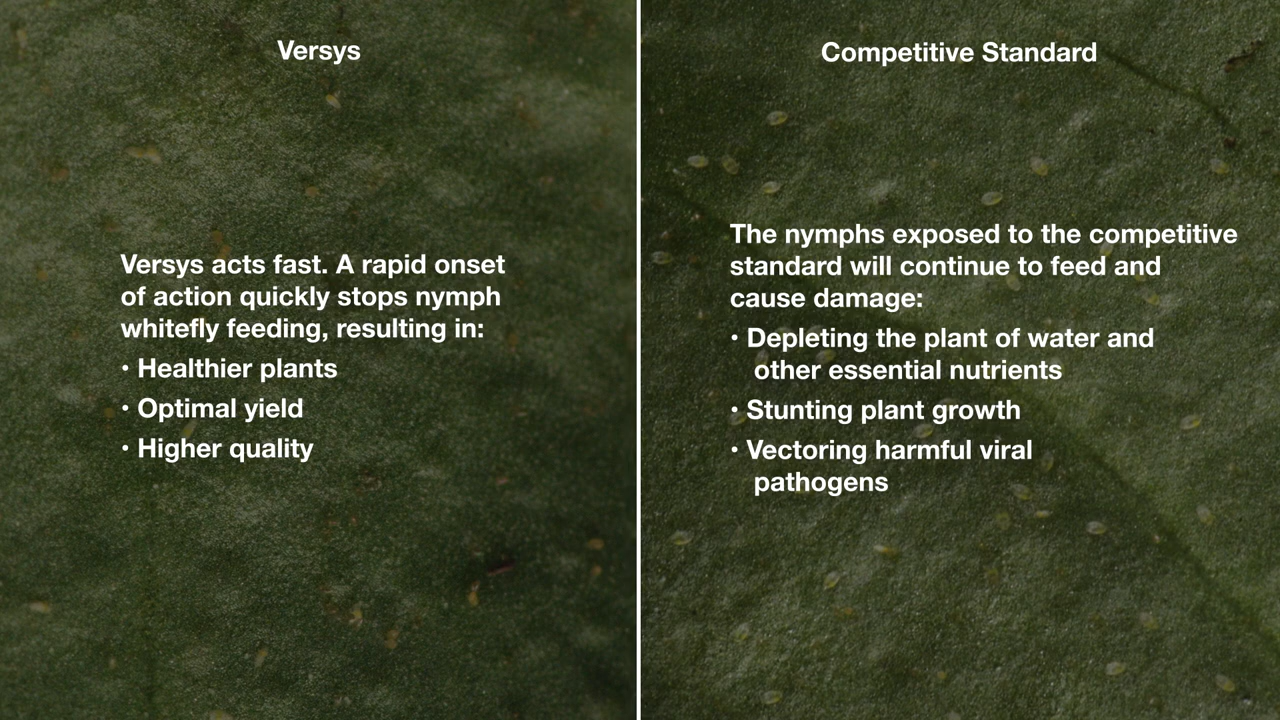 Versys
Versys acts fast. A rapid onset
of action quickly stops nymph
whitefly feeding, resulting in:
• Healthier plants
• Optimal yield
• Higher quality
Competitive Standard
The nymphs exposed to the competitive
standard will continue to feed and
cause damage:
• Depleting the plant of water and
other essential nutrients
• Stunting plant growth
• Vectoring harmful viral
pathogens